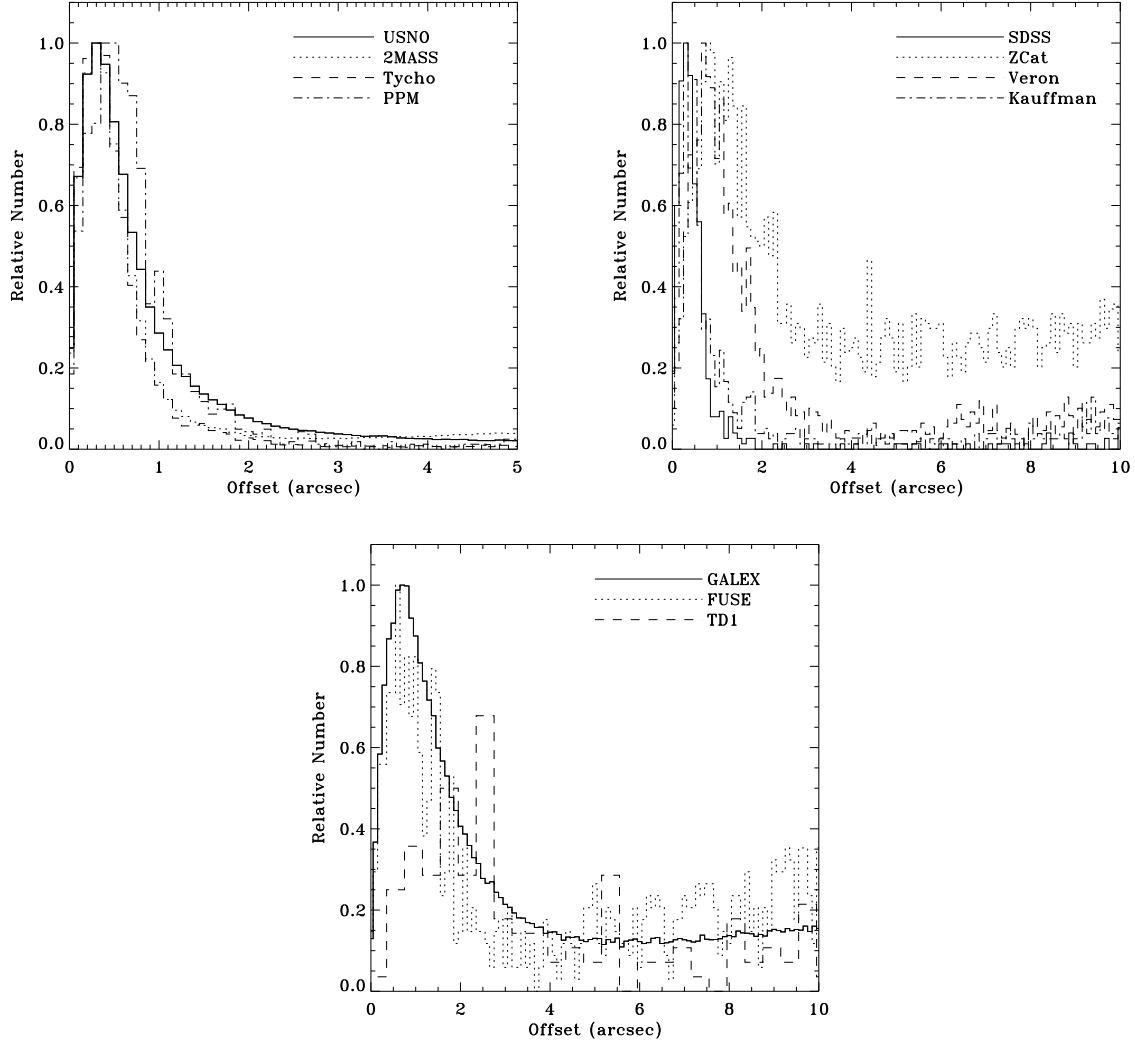 USNO
2MASS
Tycho
PPM
1.0
0.8
0.6
0.4
0.2
0.0
Relative Number
0 1 2 3 4 5
Offset (arcsec)
SDSS
ZCat
Veron
Kauffman
1.0
0.8
0.6
0.4
0.2
0.0
Relative Number
0 2 4 6 8 10
Offset (arcsec)
GALEX
FUSE
TD1
1.0
0.8
0.6
0.4
0.2
0.0
Relative Number
0 2 4 6 8 10
Offset (arcsec)